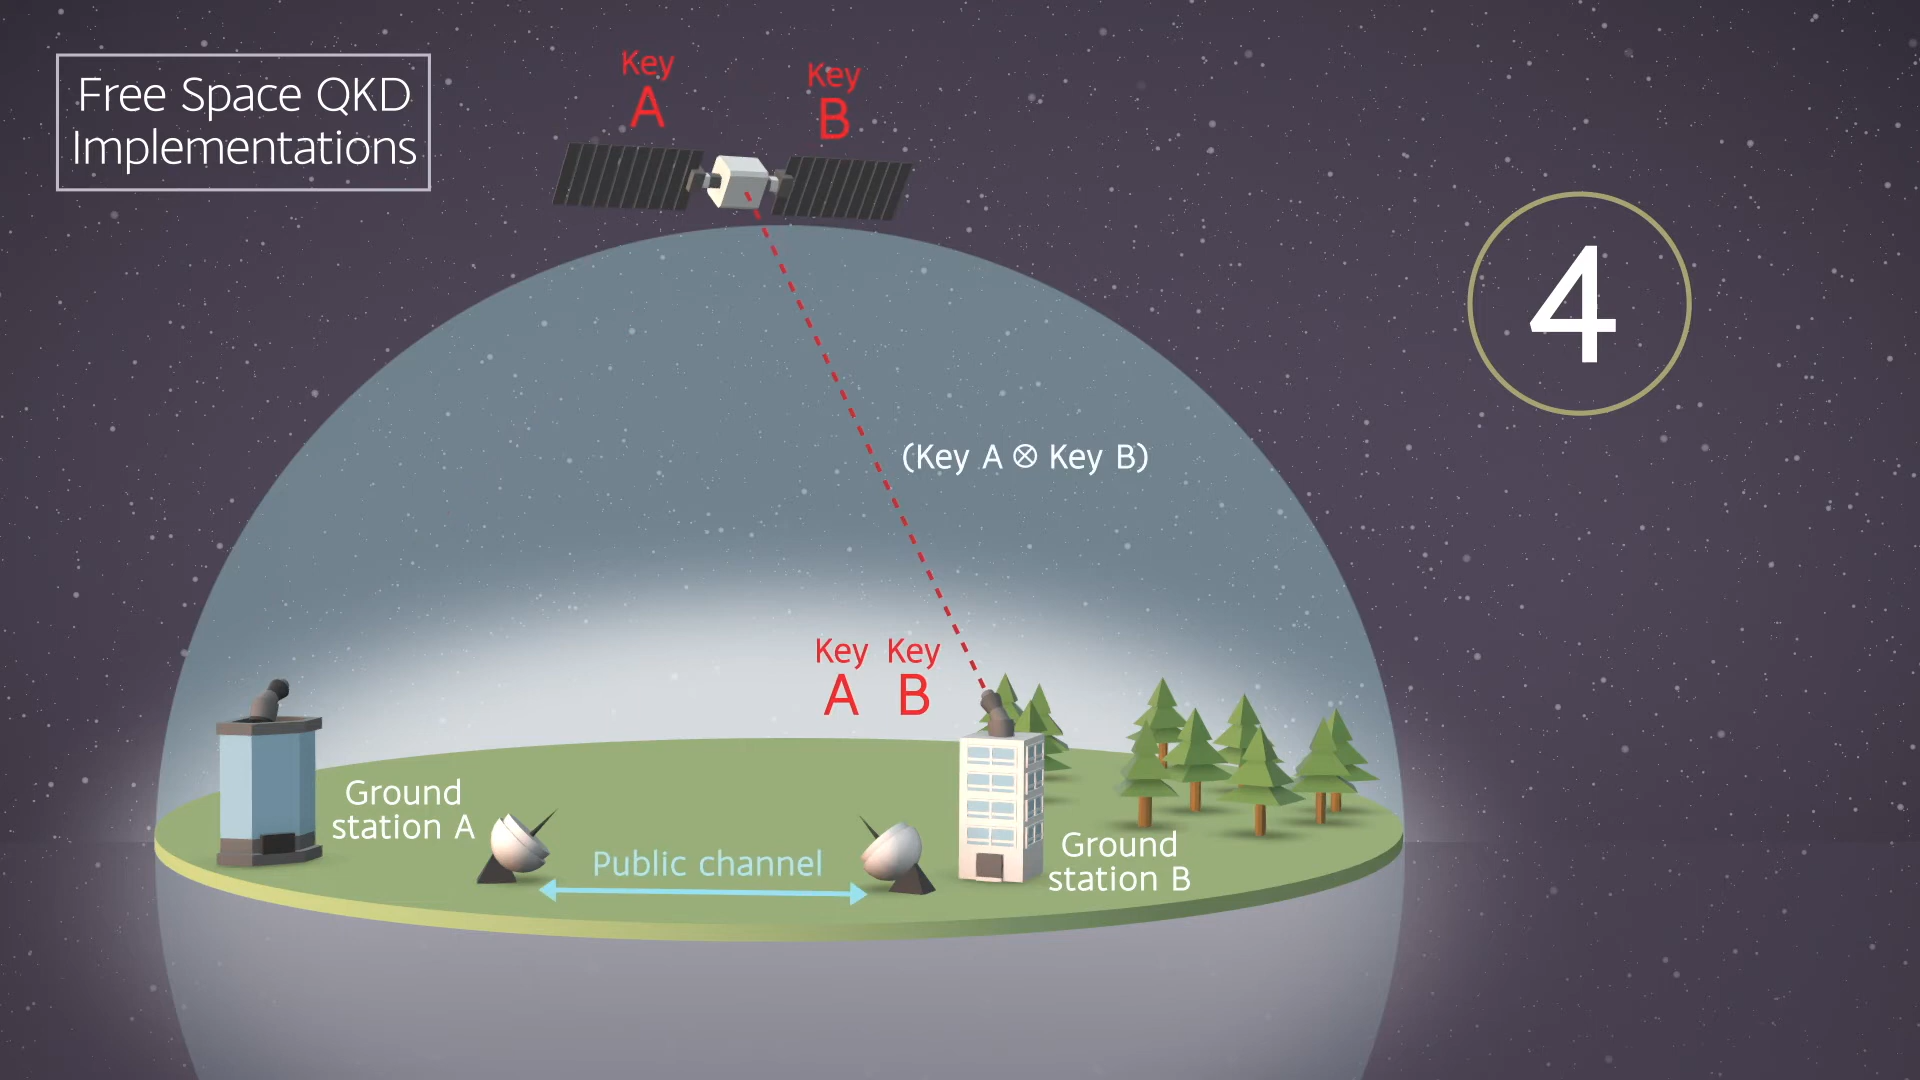 Free Space QKD
Implementations
Key
A
Key
B
4
(Key A ⊗ Key B)
Key Key
A B
Ground
station A
Public channel
Ground
station B